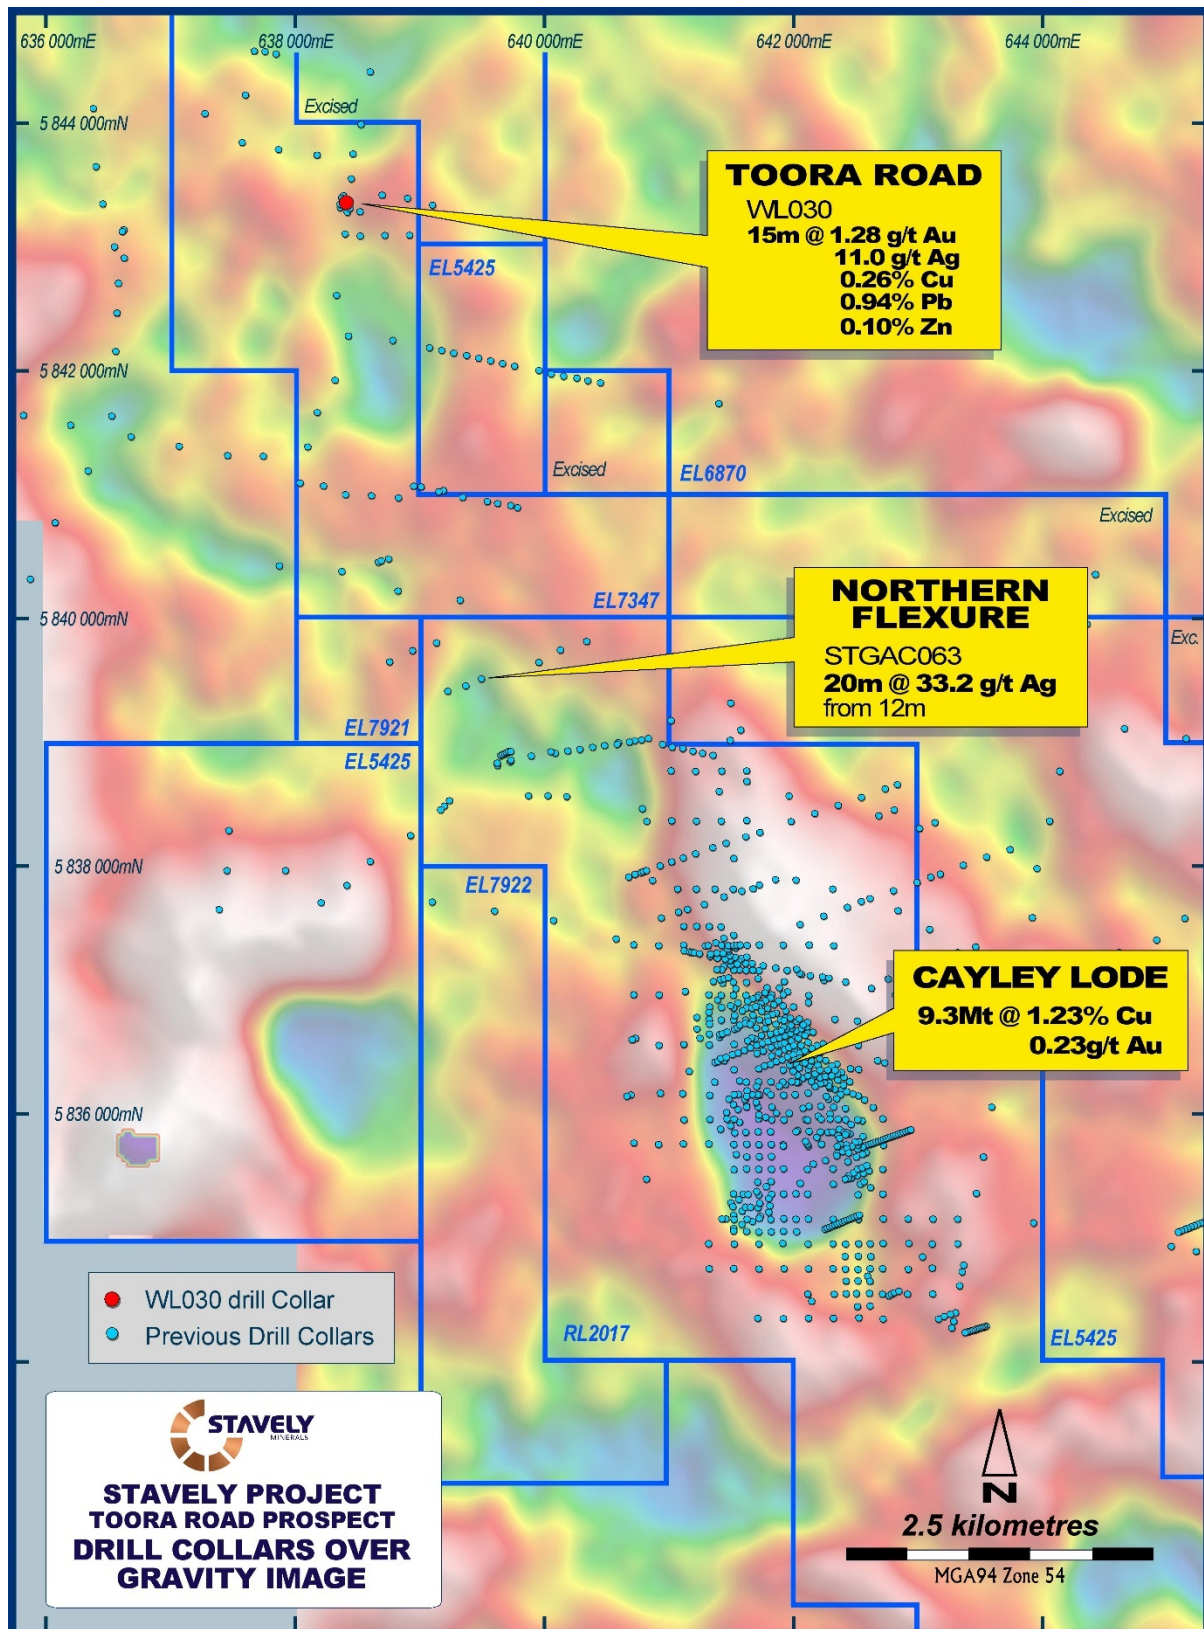 636 000mE
638 000mE
640 000mE
642 000mE
644 000mE
Excised
5 844 000mN
TOORA ROAD
WL030
15m @ 1.28 g/t Au
11.0 g/t Ag
0.26% Cu
0.94% Pb
0.10% Zn
EL5425
5 842 000mN
Excised
EL6870
Excised
NORTHERN
FLEXURE
STGAC063
20m @ 33.2 g/t Ag
from 12m
EL7347
5 840 000mN
Exc.
EL7921
EL5425
5 838 000mN
EL7922
CAYLEY LODE
9.3Mt @ 1.23% Cu
0.23g/t Au
5 836 000mN
WL030 drill Collar
Previous Drill Collars
RL2017
EL5425
STAVELY
MINERALS
STAVELY PROJECT
TOORA ROAD PROSPECT
DRILL COLLARS OVER
GRAVITY IMAGE
N
2.5 kilometres
MGA94 Zone 54